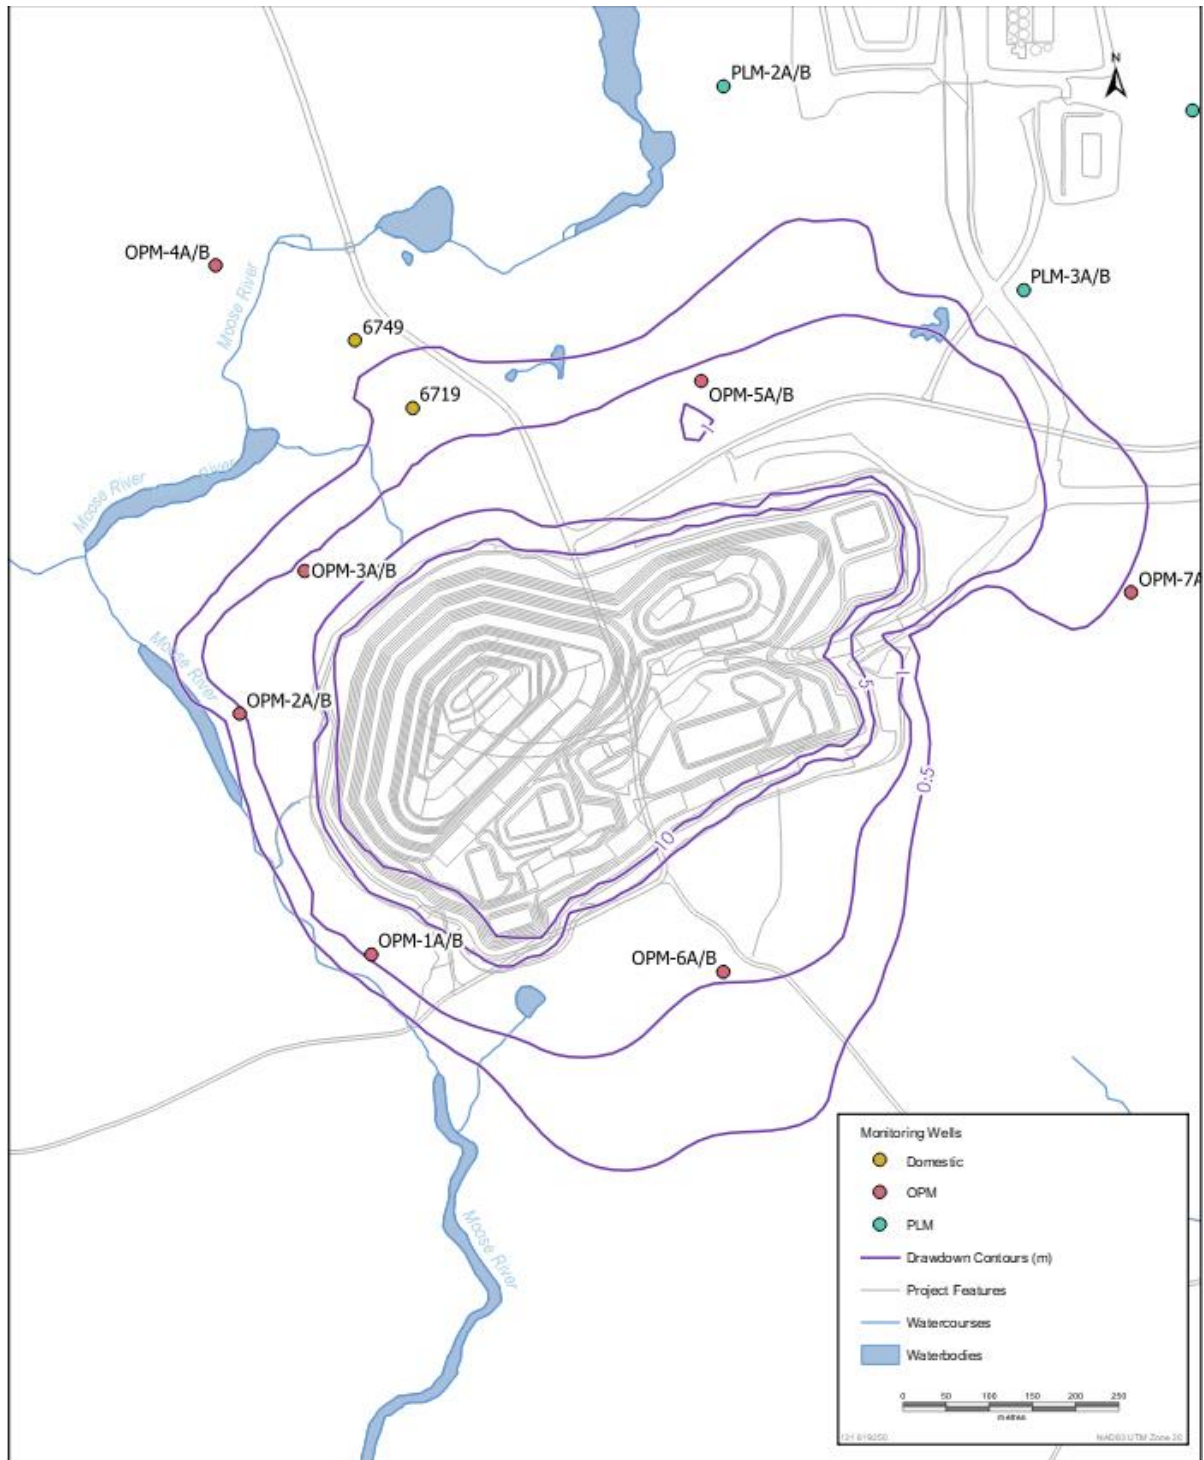 PLM-2A/B
N
OPM-4A/B
Moose River
PLM-3A/B
6749
6719
OPM-5A/B
1
Moose River
River
OPM-3A/B
OPM-7A
Moose River
OPM-2A/B
5
1
0.5
10
OPM-1A/B
OPM-6A/B
Moose River
Monitoring Wells
Domestic
OPM
PLM
Drawdown Contours (m)
Project Features
Watercourses
Waterbodies
0 50 100 150 200 250
metres
NAD83 UTM Zone 20